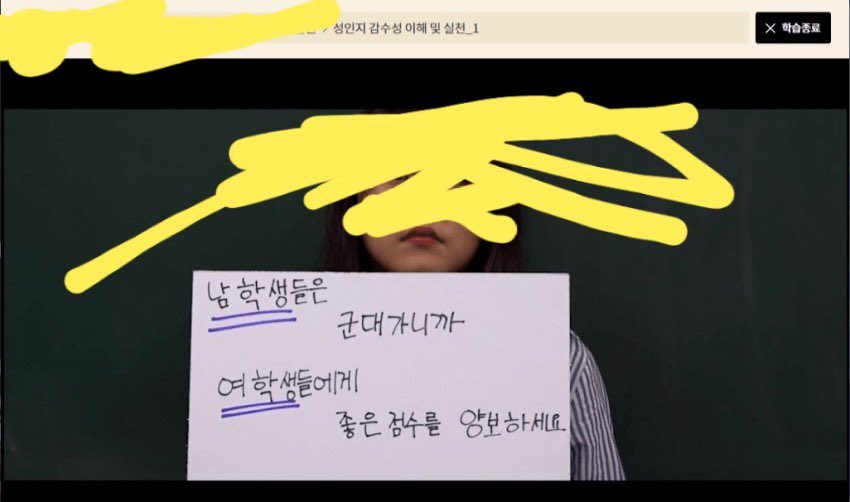 성인지 감수성 이해 및 실천_1
학습종료
남학생들은
군대가니까
여학생들에게
좋은 점수를 양보하세요